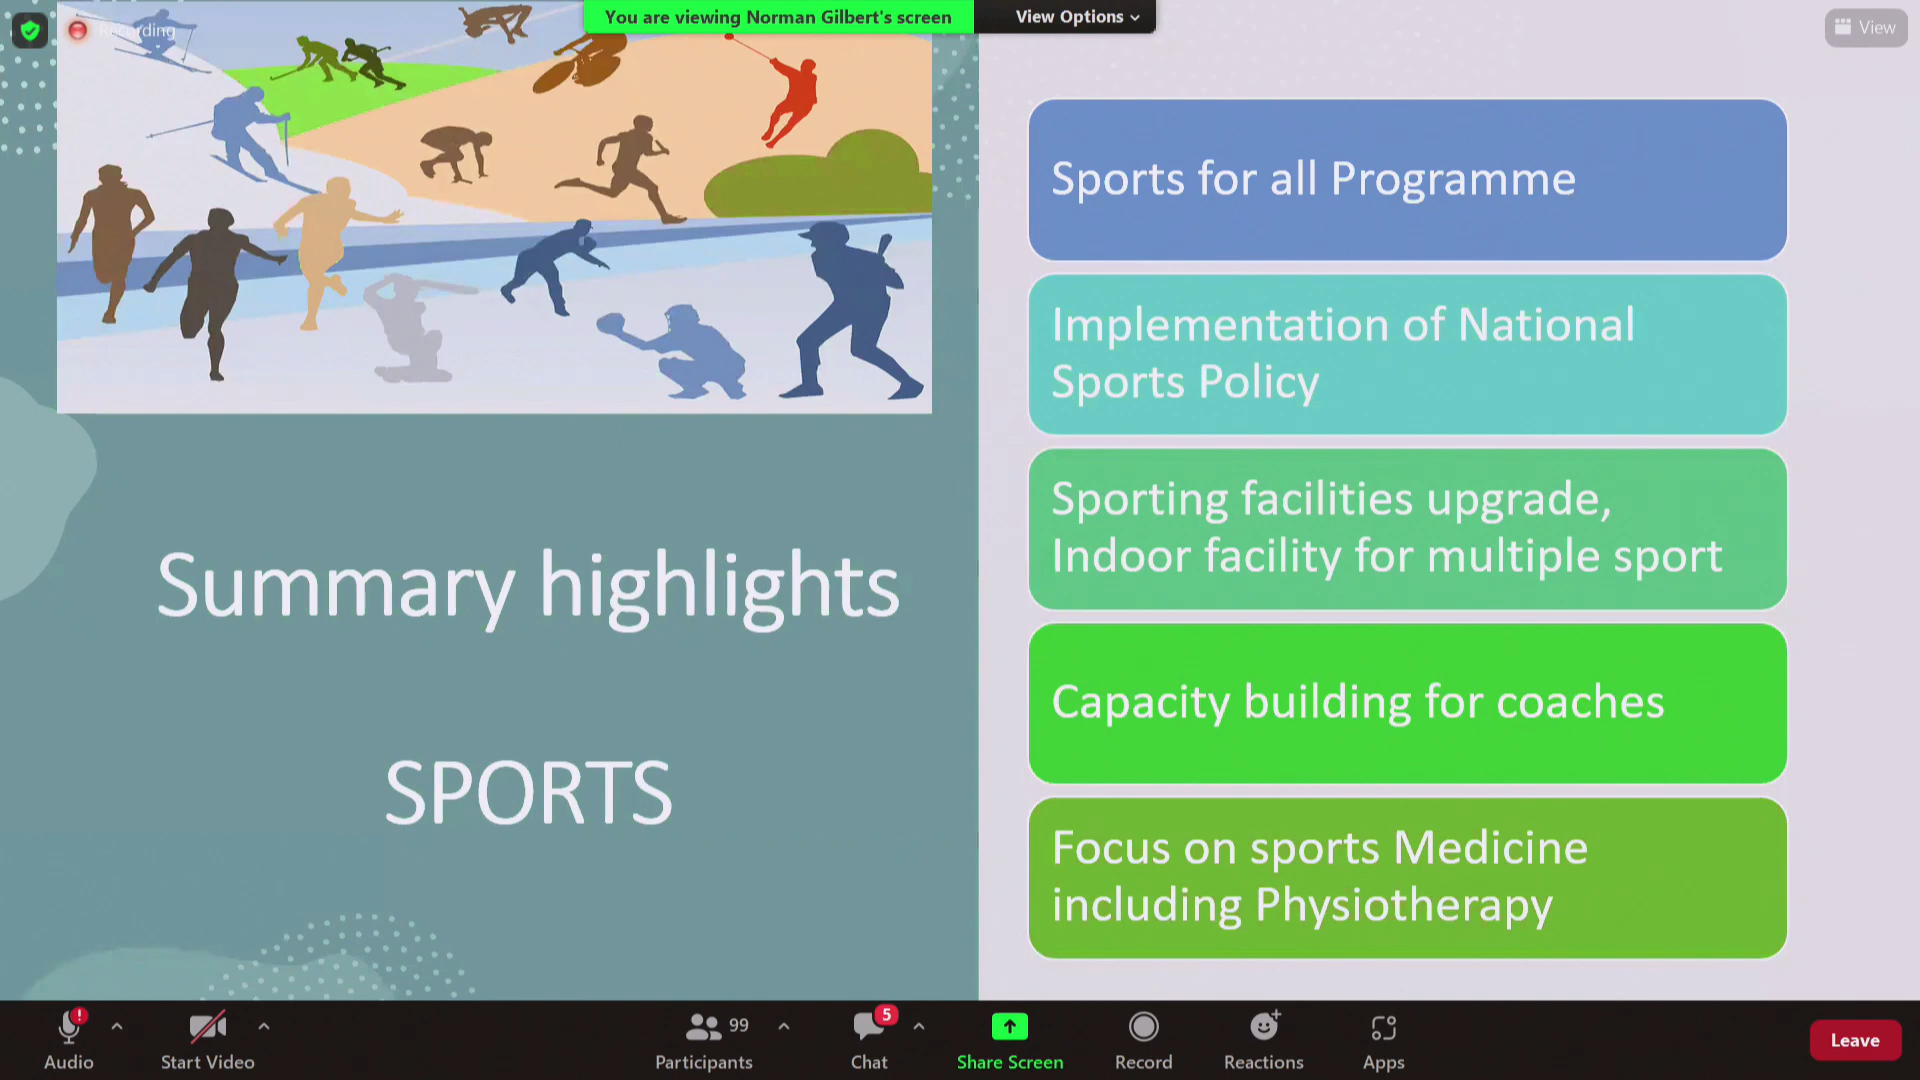 Recording
You are viewing Norman Gilbert's screen
View Options
View
Summary highlights
SPORTS
Sports for all Programme
Implementation of National
Sports Policy
Sporting facilities upgrade,
Indoor facility for multiple sport
Capacity building for coaches
Focus on sports Medicine
including Physiotherapy
Audio
Start Video
99
Participants
5
Chat
Share Screen
Record
Reactions
Apps
Leave